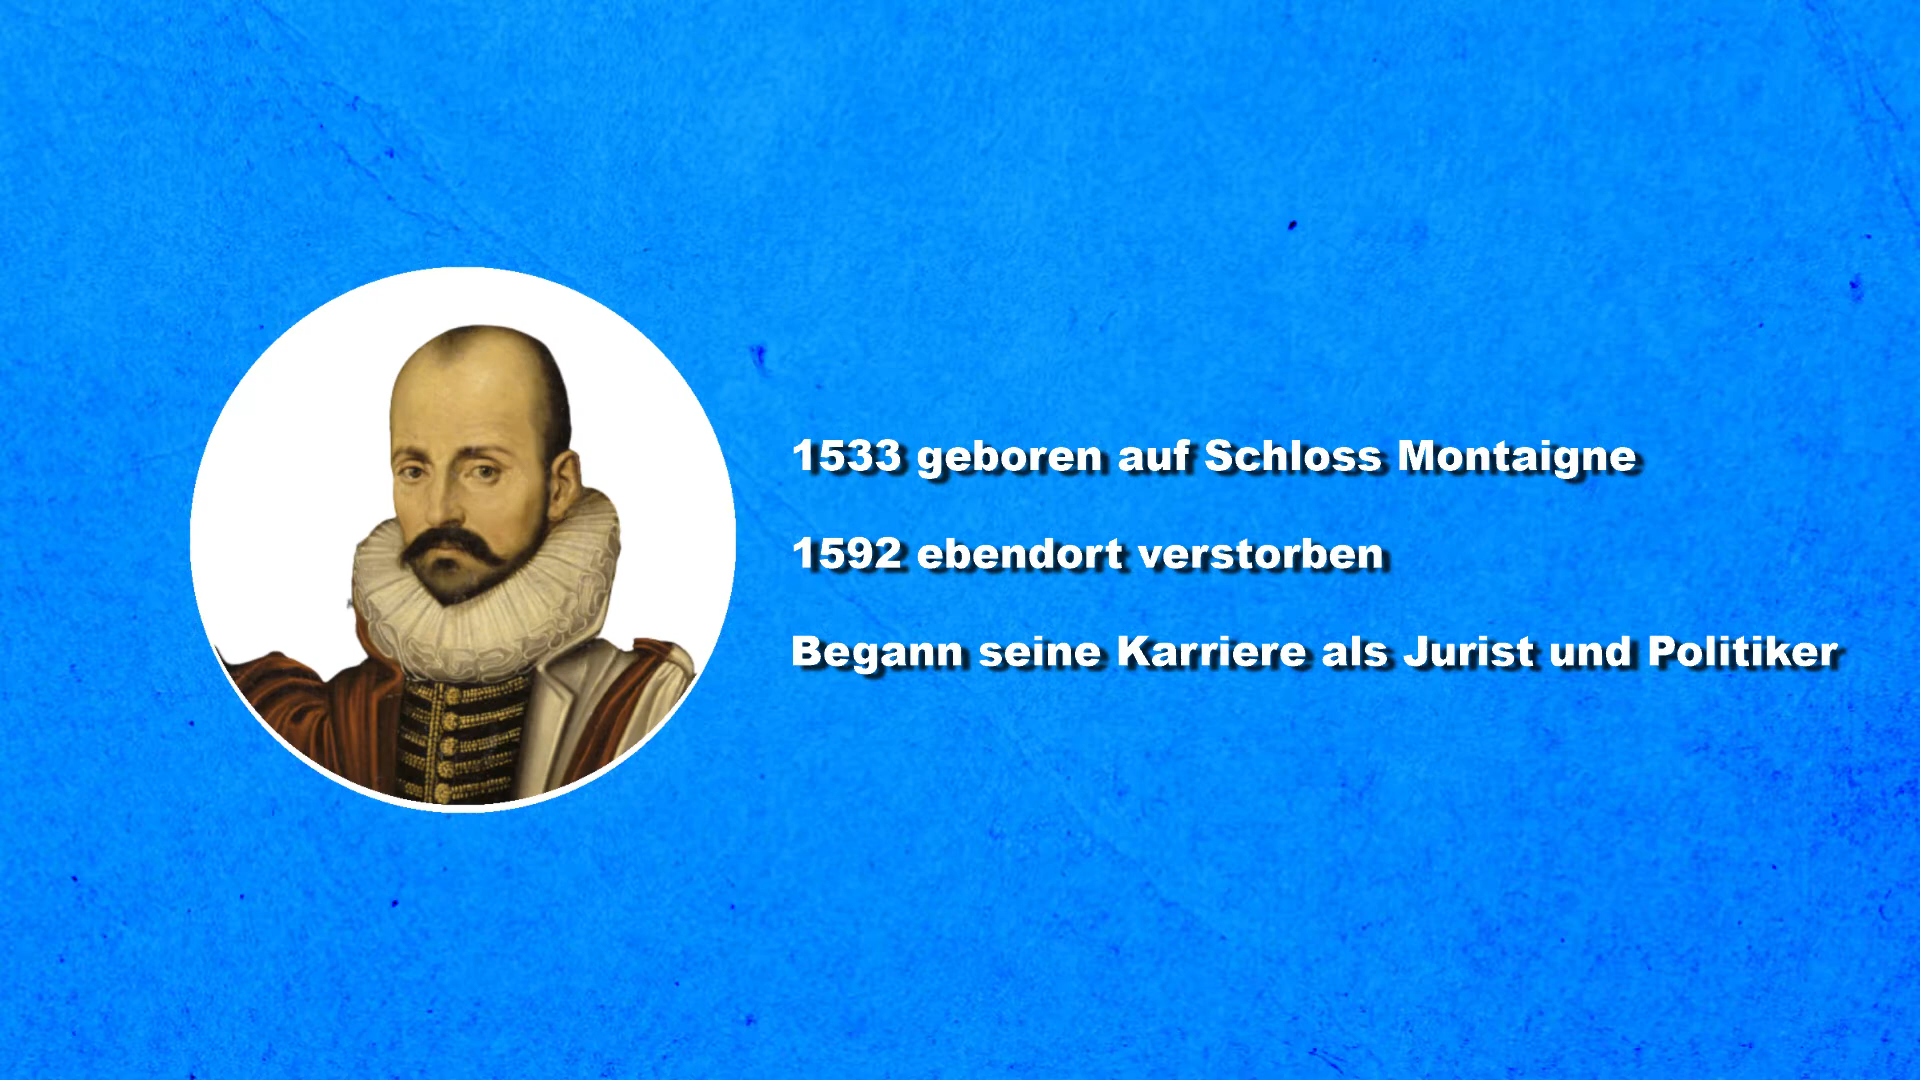 1533 geboren auf Schloss Montaigne
1592 ebendort verstorben
Begann seine Karriere als Jurist und Politiker